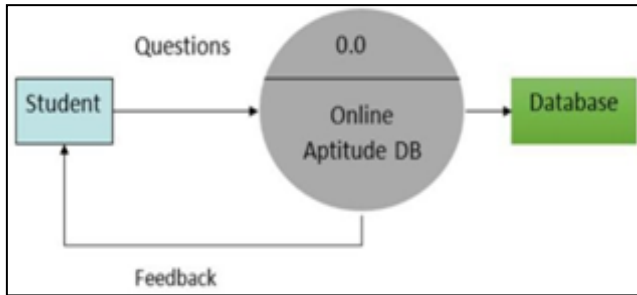 Questions
0.0
Student
Online
Aptitude DB
Database
Feedback